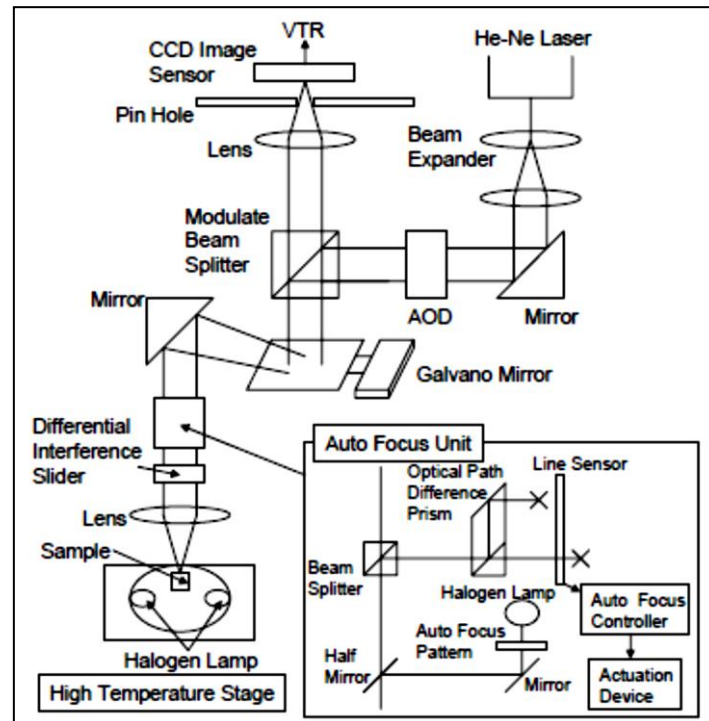 VTR
CCD Image
Sensor
He-Ne Laser
Pin Hole
Lens
Beam
Expander
Modulate
Beam
Splitter
Mirror
AOD
Mirror
Galvano Mirror
Differential
Interference
Slider
Lens
Sample
Halogen Lamp
High Temperature Stage
Auto Focus Unit
Optical Path
Difference
Prism
Line Sensor
Beam
Splitter
Halogen Lamp
Auto Focus
Pattern
Auto Focus
Controller
Half
Mirror
Mirror
Actuation
Device